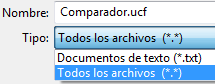 Nombre: Comparador.ucf
Tipo: Todos los archivos (*.*)
Documentos de texto (*.txt)
Todos los archivos (*.*)